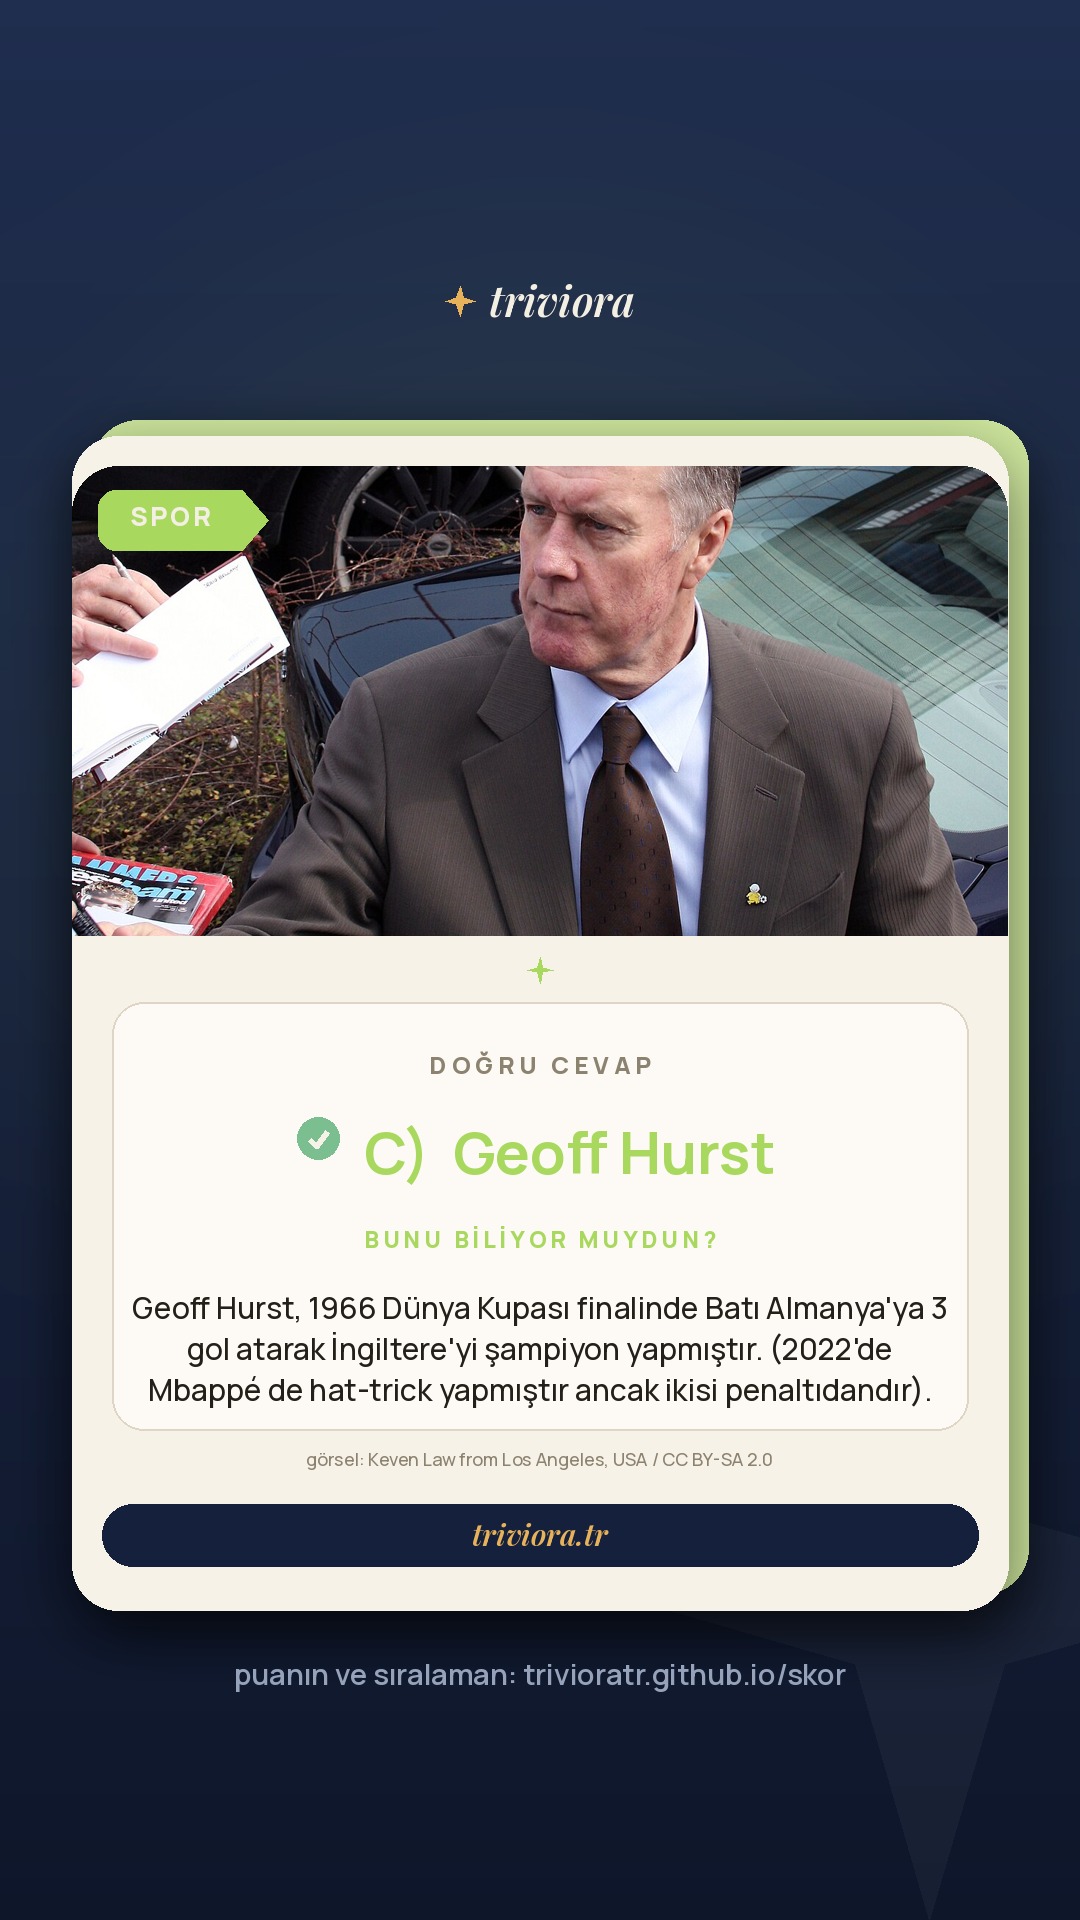 triviora
SPOR
AMMERS
westham
united
DOĞRU CEVAP
C) Geoff Hurst
BUNU BİLİYOR MUYDUN?
Geoff Hurst, 1966 Dünya Kupası finalinde Batı Almanya'ya 3
gol atarak İngiltere'yi şampiyon yapmıştır. (2022'de
Mbappé de hat-trick yapmıştır ancak ikisi penaltıdandır).
görsel: Keven Law from Los Angeles, USA / CC BY-SA 2.0
triviora.tr
puanın ve sıralaman: trivioratr.github.io/skor